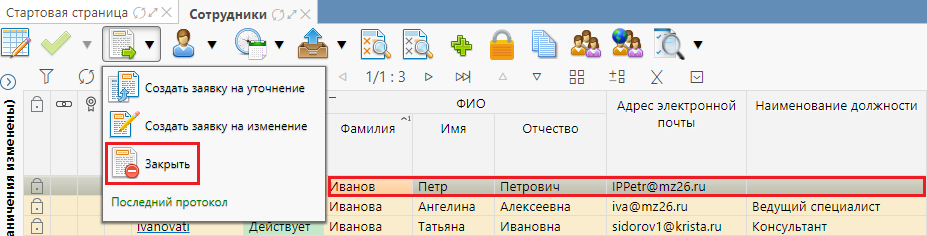 Стартовая страница
Сотрудники
1/1 : 3
Создать заявку на уточнение
Создать заявку на изменение
Закрыть
Последний протокол
ФИО
Адрес электронной почты
Наименование должности
Фамилия 1
Имя
Отчество
Иванов Петр Петрович IPPetr@mz26.ru
Иванова Ангелина Алексеевна iva@mz26.ru Ведущий специалист
ivanovati Действует Иванова Татьяна Ивановна sidorov1@krista.ru Консультант
аничения изменены)